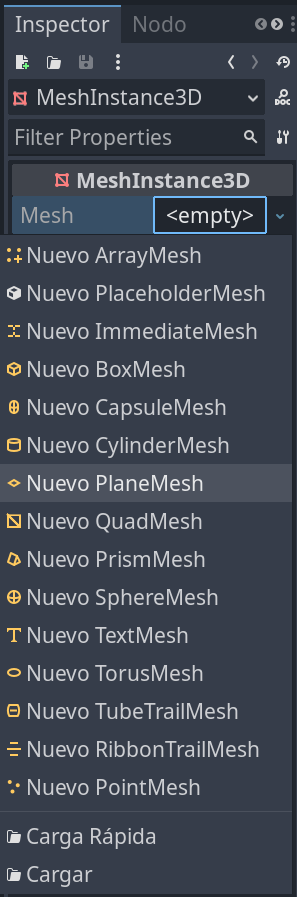 Inspector Nodo
MeshInstance3D
Filter Properties
MeshInstance3D
Mesh <empty>
Nuevo ArrayMesh
Nuevo PlaceholderMesh
Nuevo ImmediateMesh
Nuevo BoxMesh
Nuevo CapsuleMesh
Nuevo CylinderMesh
Nuevo PlaneMesh
Nuevo QuadMesh
Nuevo PrismMesh
Nuevo SphereMesh
Nuevo TextMesh
Nuevo TorusMesh
Nuevo TubeTrailMesh
Nuevo RibbonTrailMesh
Nuevo PointMesh
Carga Rápida
Cargar